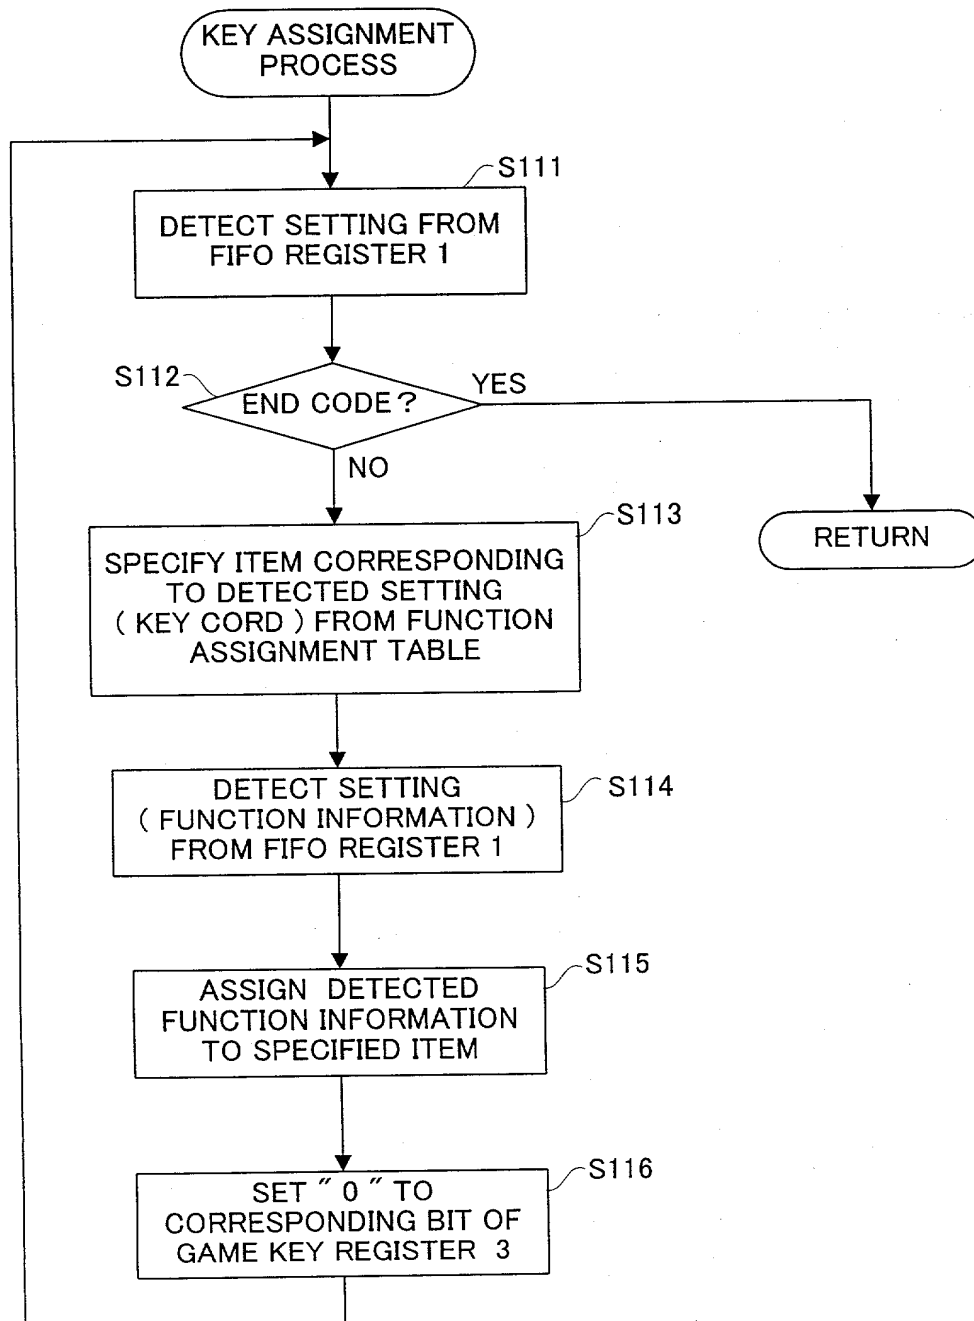 KEY ASSIGNMENT
PROCESS
S111
DETECT SETTING FROM
FIFO REGISTER 1
S112
END CODE?
YES
NO
S113
SPECIFY ITEM CORRESPONDING
TO DETECTED SETTING
( KEY CORD ) FROM FUNCTION
ASSIGNMENT TABLE
RETURN
DETECT SETTING
( FUNCTION INFORMATION )
FROM FIFO REGISTER 1
S114
ASSIGN DETECTED
FUNCTION INFORMATION
TO SPECIFIED ITEM
S115
SET " 0 " TO
CORRESPONDING BIT OF
GAME KEY REGISTER 3
S116